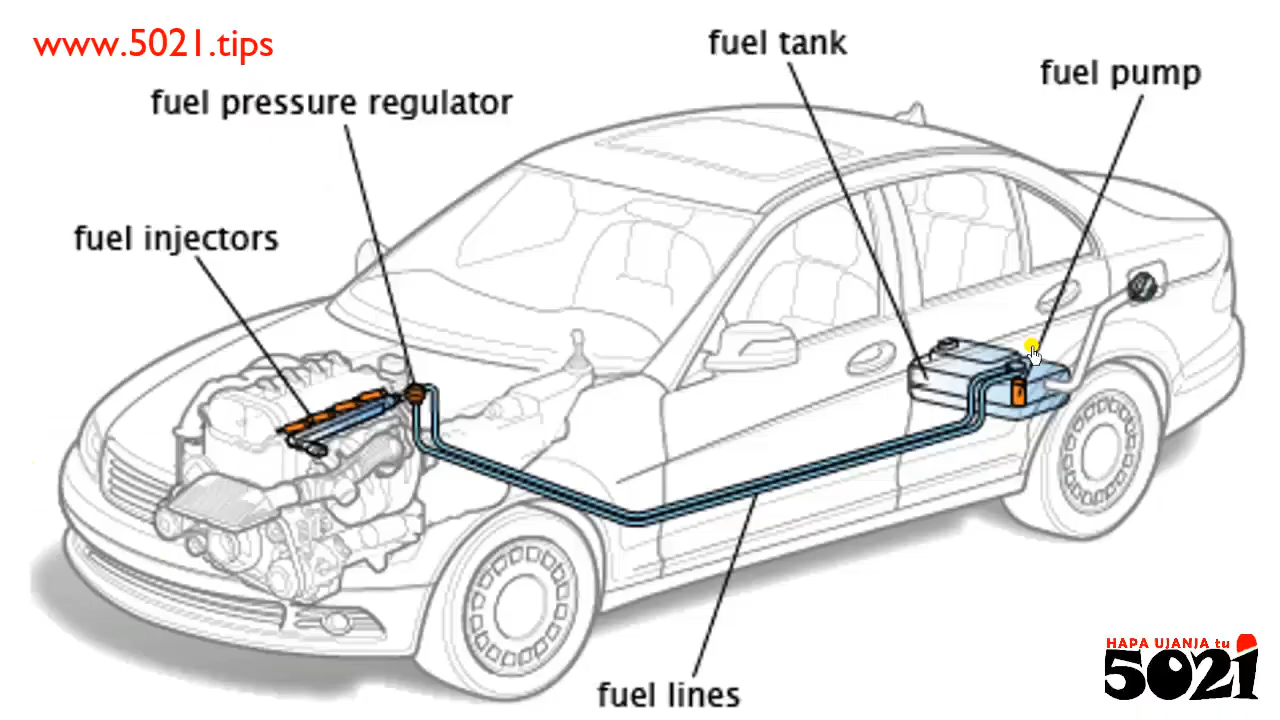 www.5021.tips
fuel tank
fuel pump
fuel pressure regulator
fuel injectors
fuel lines
HAPA UJANJA tu
5021